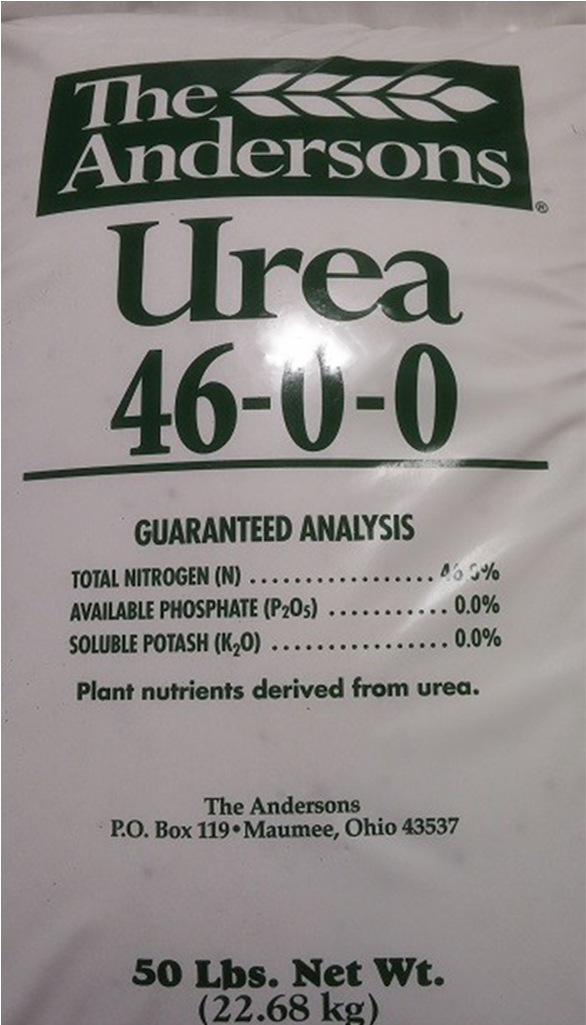 The
Andersons®
Urea
46-0-0
GUARANTEED ANALYSIS
TOTAL NITROGEN (N) ................. 46.0%
AVAILABLE PHOSPHATE (P₂O₅) ........... 0.0%
SOLUBLE POTASH (K₂O) ................ 0.0%
Plant nutrients derived from urea.
The Andersons
P.O. Box 119•Maumee, Ohio 43537
50 Lbs. Net Wt.
(22.68 kg)